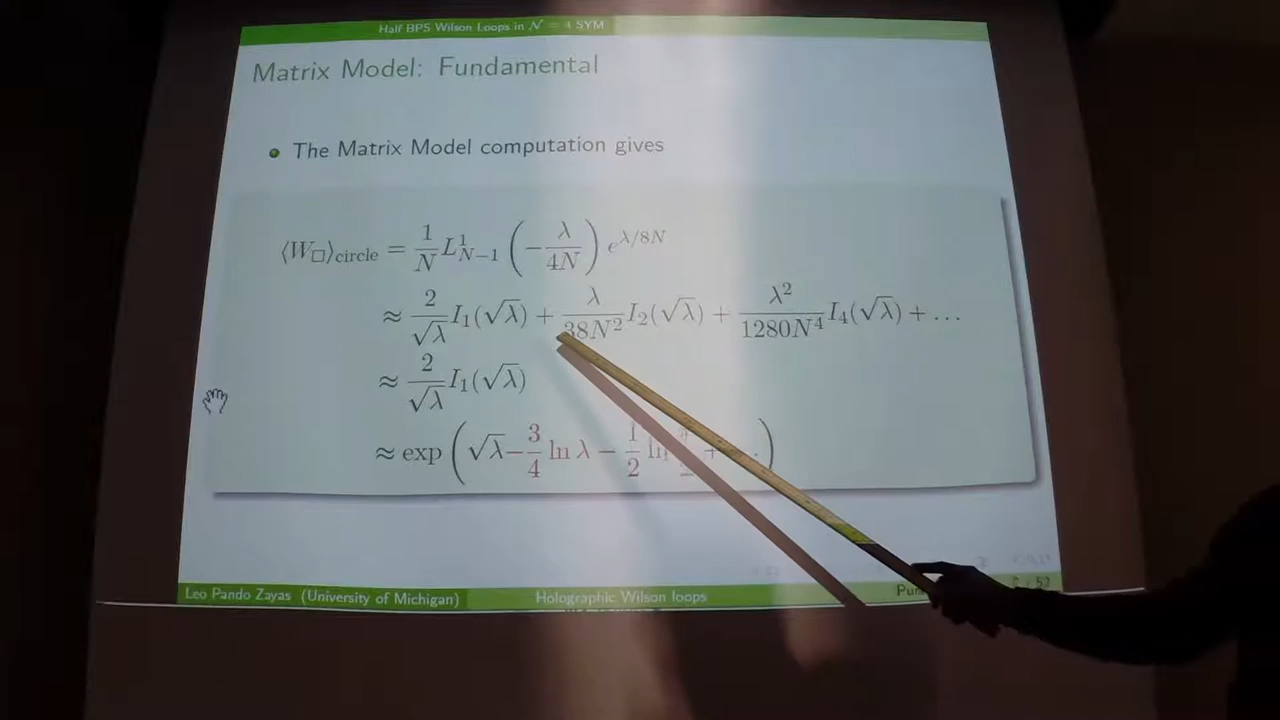 Half BPS Wilson Loops in 𝒩 = 4 SYM
Matrix Model: Fundamental
The Matrix Model computation gives
⟨W□⟩circle = 1/N L¹_{N−1} (−λ/4N) e^{λ/8N}
≈ 2/√λ I₁(√λ) + λ/38N² I₂(√λ) + λ²/1280N⁴ I₄(√λ) + …
≈ 2/√λ I₁(√λ)
≈ exp (√λ − 3/4 ln λ − 1/2 ln
Leo Pando Zayas (University of Michigan) Holographic Wilson loops